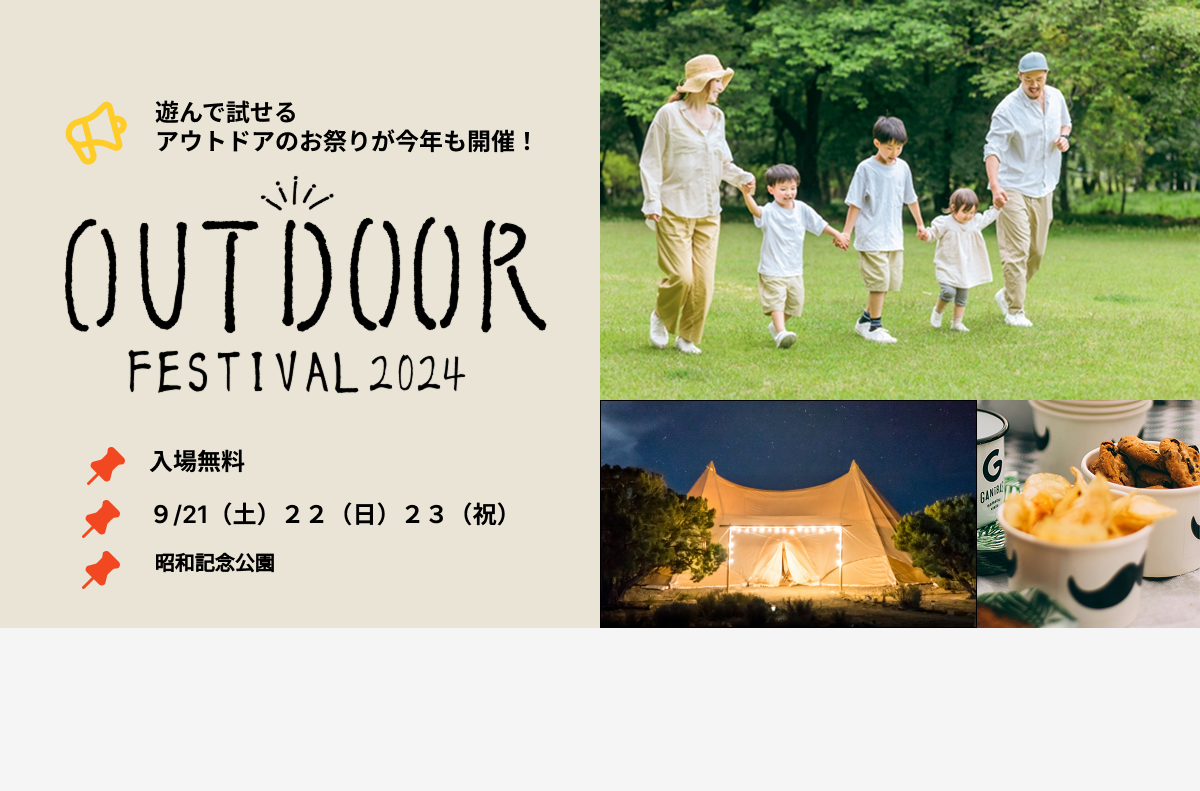 遊んで試せる
アウトドアのお祭りが今年も開催！
OUTDOOR
FESTIVAL 2024
入場無料
９/21（土）２２（日）２３（祝）
昭和記念公園
G